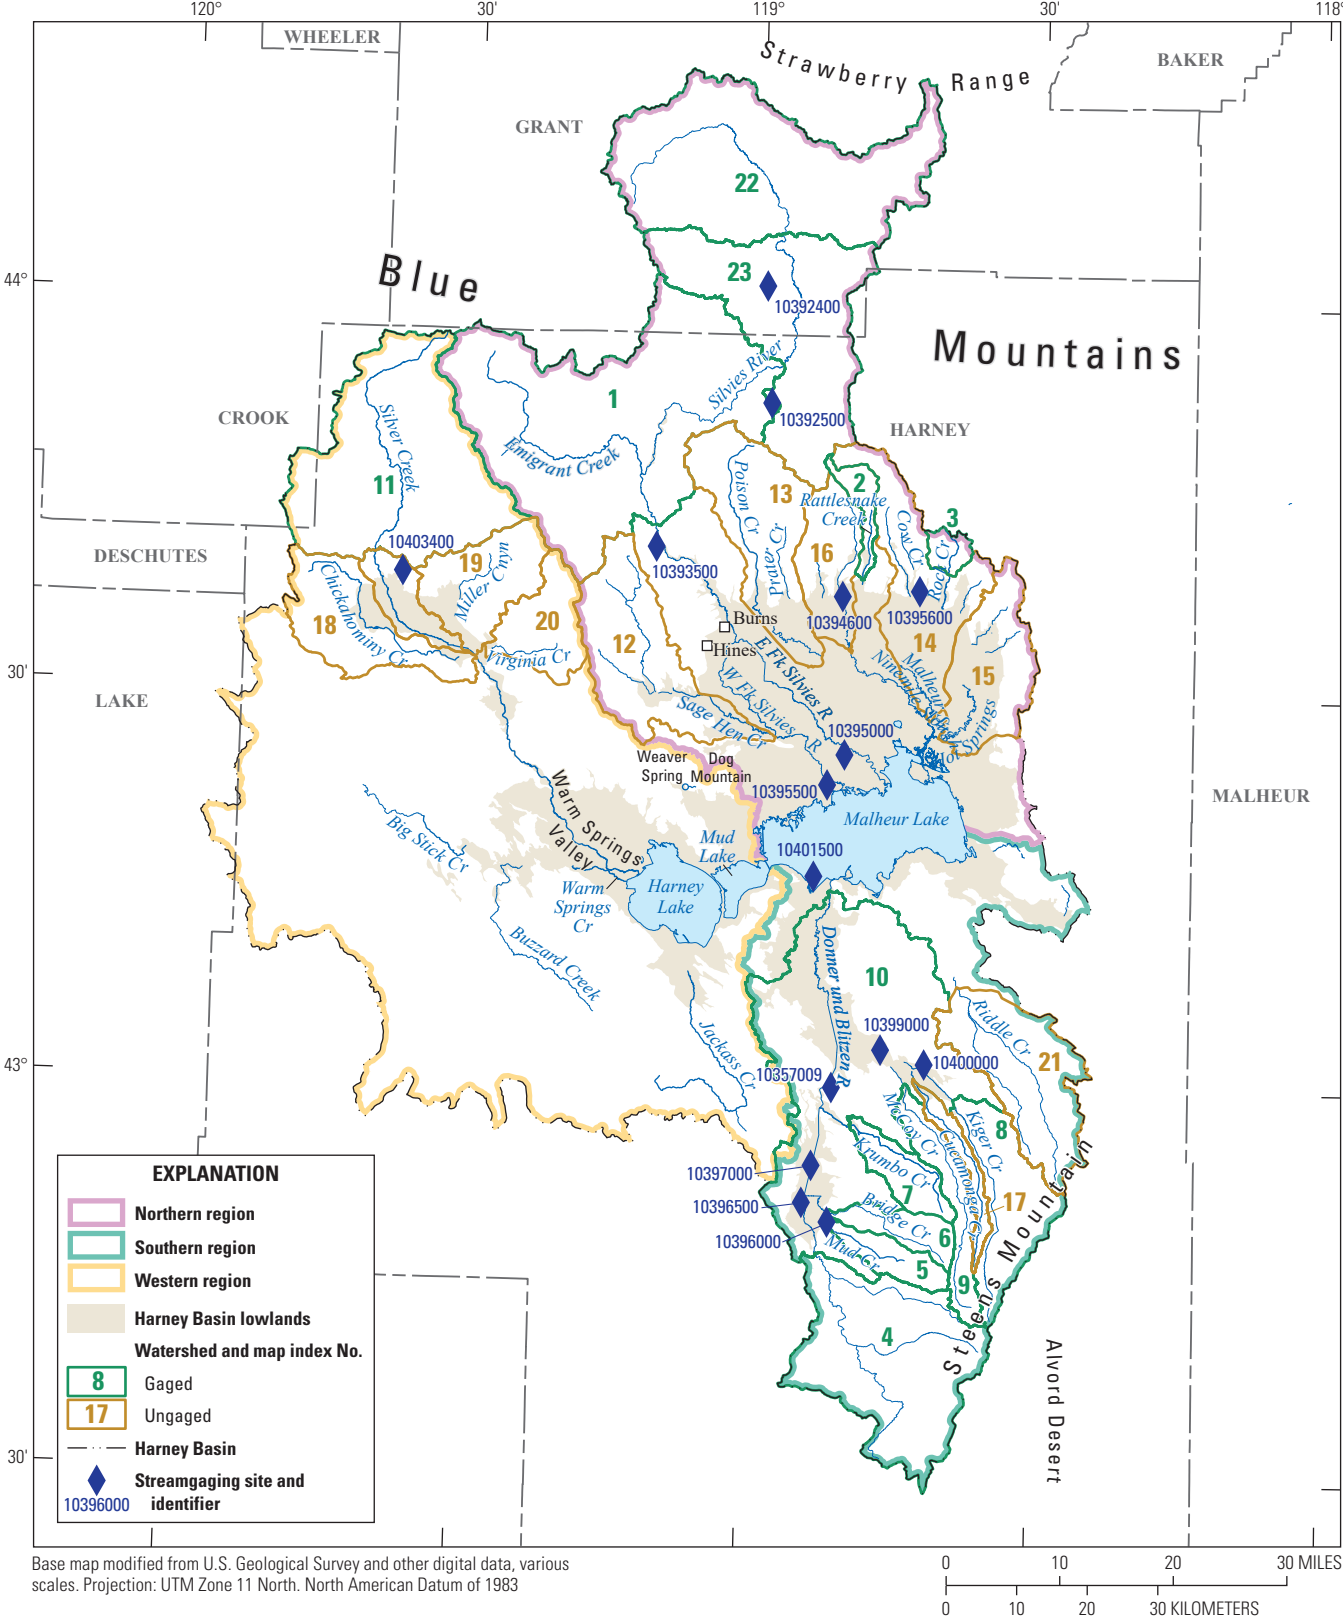 120°
30'
119°
30'
118°
WHEELER
Strawberry Range
BAKER
GRANT
22
44°
23
Blue
10392400
Mountains
Silvies River
1
CROOK
10392500
HARNEY
Silver Creek
Emigrant Creek
11
Poison Cr
13
2
Rattlesnake
Creek
Cow Cr
3
DESCHUTES
10403400
19
Miller Cnyn
10393500
Prater Cr
16
Rock Cr
Chickahominy Cr
18
20
12
Burns
Hines
10394600
10395600
14
30'
Virginia Cr
E Fk Silvies R
W Fk Silvies R
Ninemile Slough
Malheur Slough
15
LAKE
Sage Hen Cr
Hot Springs
10395000
Weaver
Spring
Dog
Mountain
10395500
MALHEUR
Warm Springs
Valley
Big Stick Cr
Mud
Lake
Malheur Lake
10401500
Harney
Lake
Warm
Springs
Cr
Buzzard Creek
Donner und Blitzen R
10
Riddle Cr
Jackass Cr
10399000
43°
10400000
21
10357009
McCoy Cr
Kiger Cr
8
Cucamonga Cr
Krumbo Cr
10397000
7
17
10396500
Bridge Cr
6
10396000
Mud Cr
5
9
Steens Mountain
4
Alvord Desert
30'
EXPLANATION
Northern region
Southern region
Western region
Harney Basin lowlands
Watershed and map index No.
8 Gaged
17 Ungaged
Harney Basin
Streamgaging site and
10396000 identifier
Base map modified from U.S. Geological Survey and other digital data, various
scales. Projection: UTM Zone 11 North. North American Datum of 1983
0 10 20 30 MILES
0 10 20 30 KILOMETERS